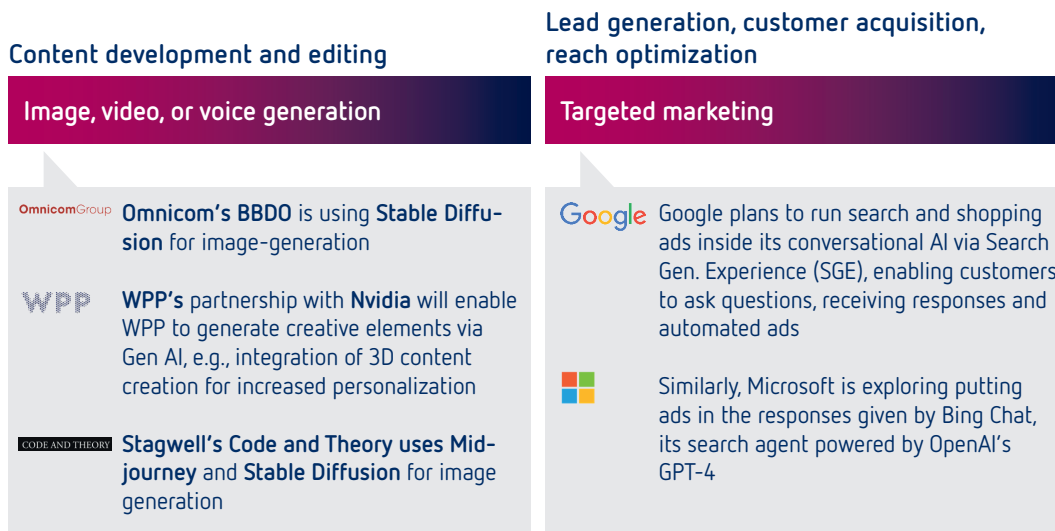 Content development and editing
Image, video, or voice generation
OmnicomGroup
Omnicom's BBDO is using Stable Diffu-
sion for image-generation
WPP
WPP's partnership with Nvidia will enable
WPP to generate creative elements via
Gen AI, e.g., integration of 3D content
creation for increased personalization
CODE AND THEORY
Stagwell's Code and Theory uses Mid-
journey and Stable Diffusion for image
generation
Lead generation, customer acquisition,
reach optimization
Targeted marketing
Google
Google plans to run search and shopping
ads inside its conversational AI via Search
Gen. Experience (SGE), enabling customers
to ask questions, receiving responses and
automated ads
Similarly, Microsoft is exploring putting
ads in the responses given by Bing Chat,
its search agent powered by OpenAI's
GPT-4